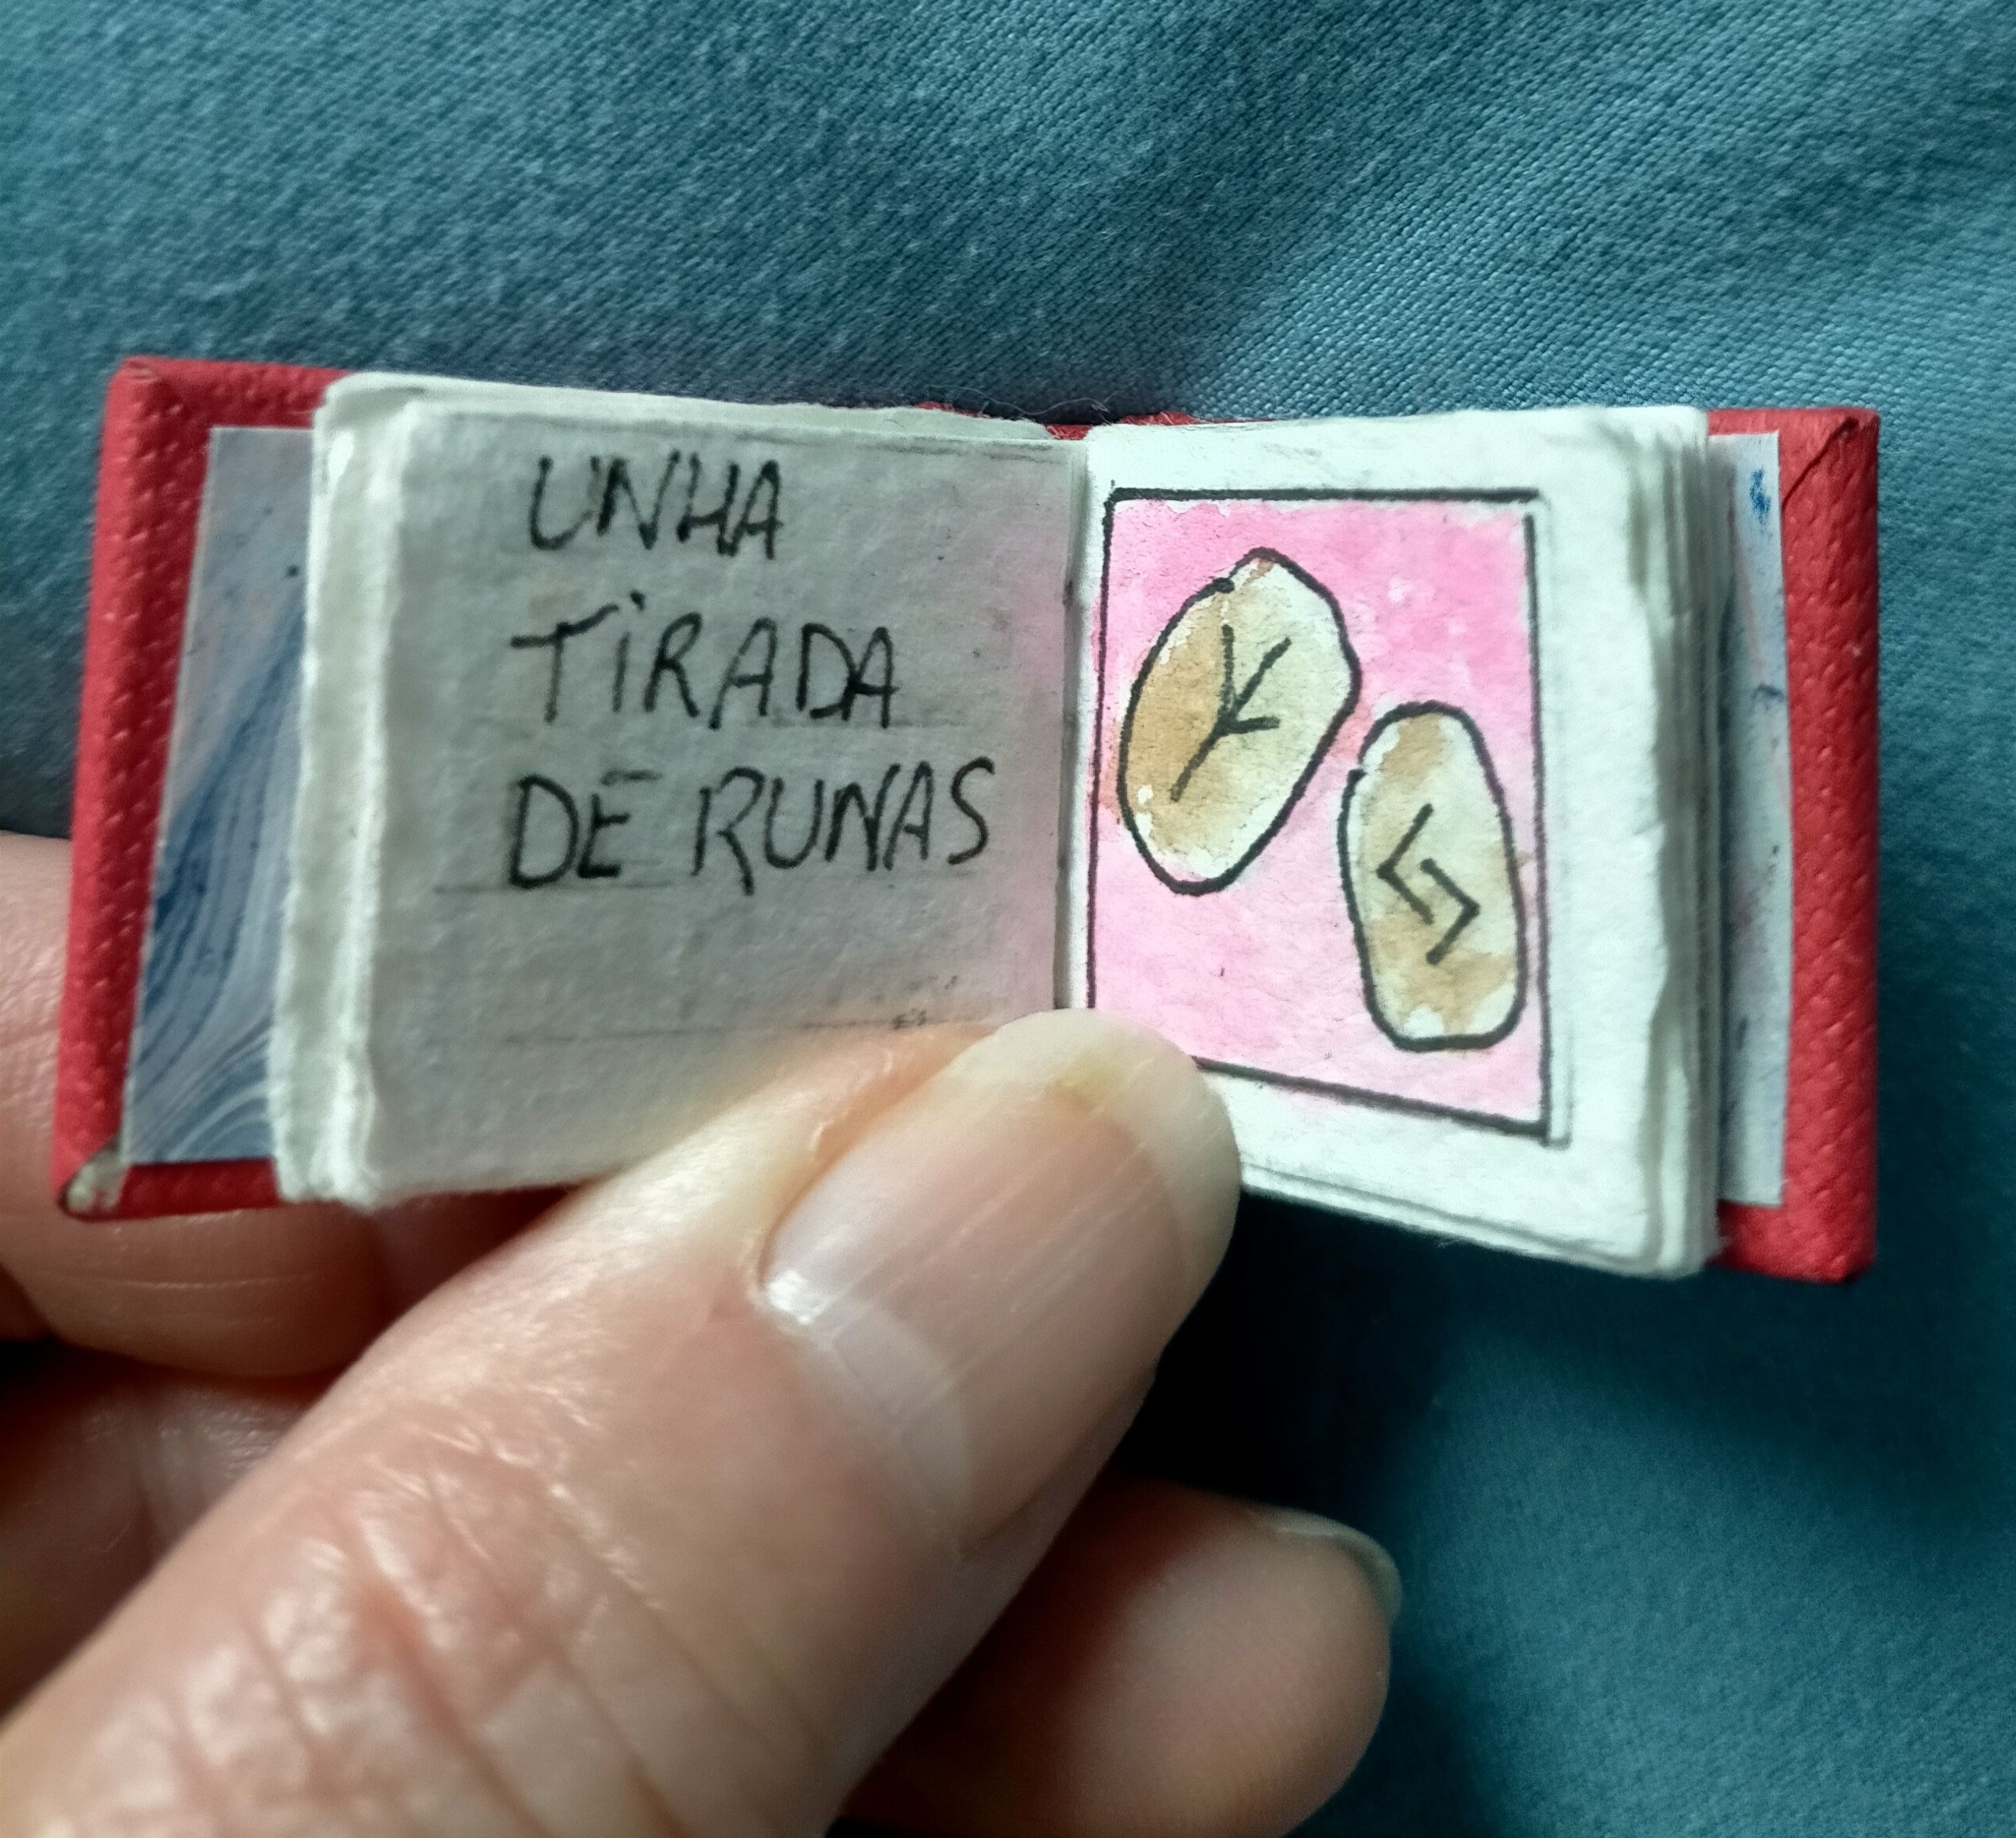 UNHA
TIRADA
DE RUNAS
ᛉ
ᛃ